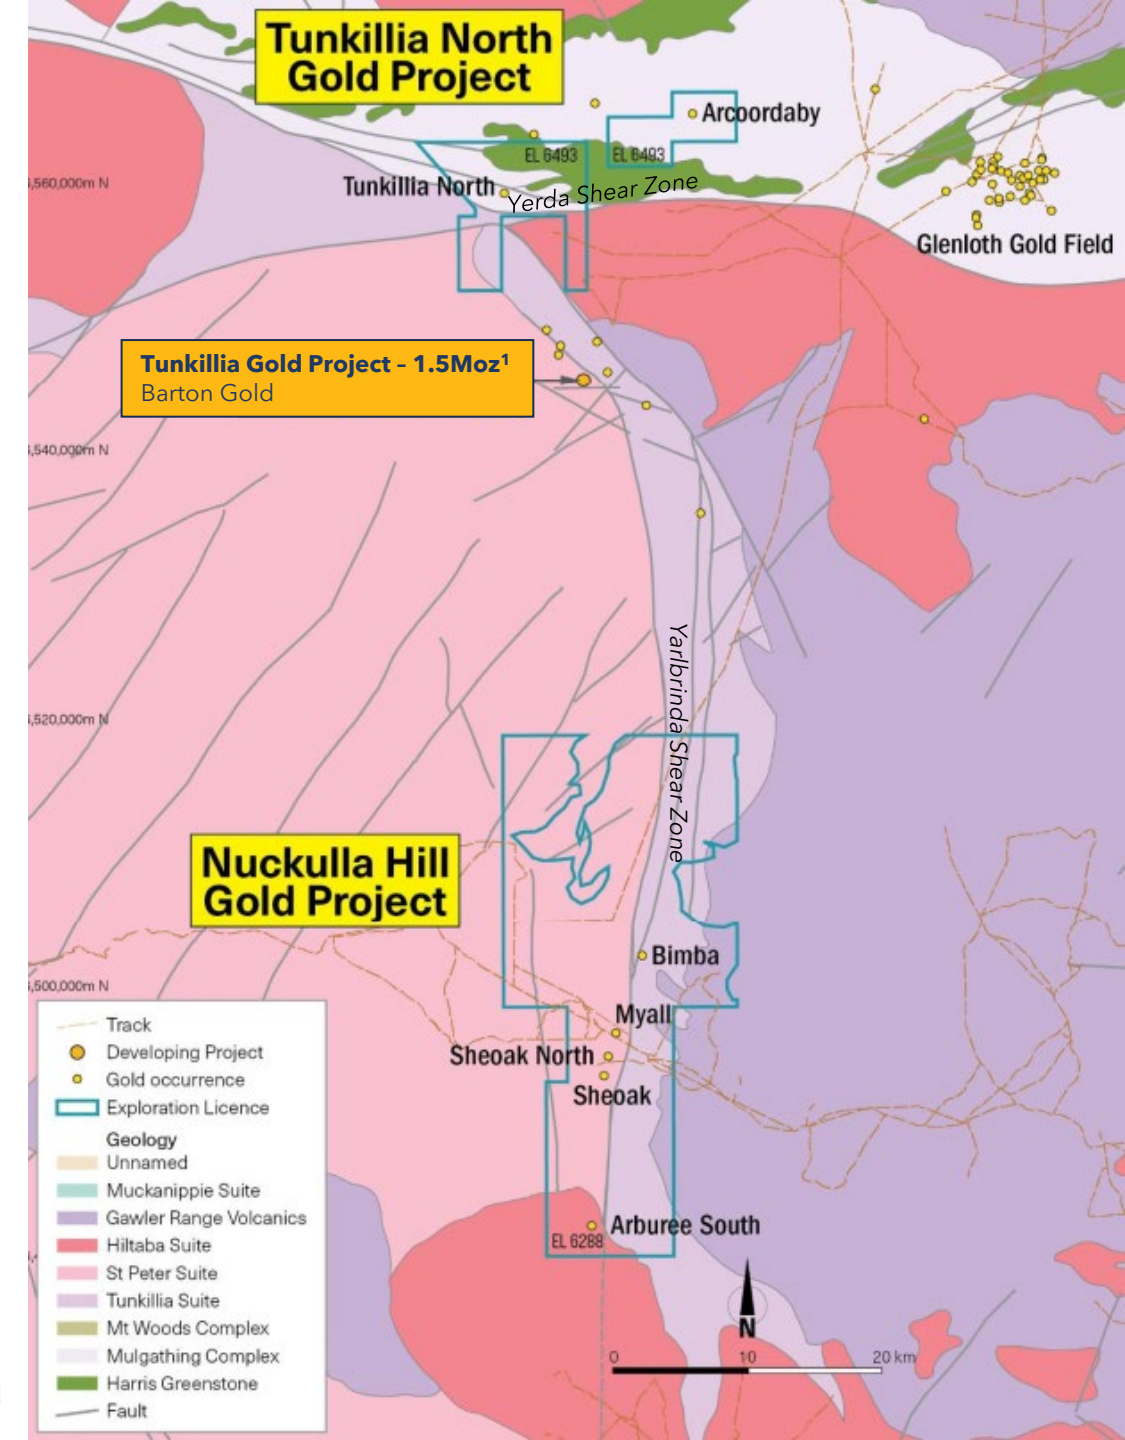 Tunkillia North
Gold Project
Arcoordaby
EL 6493
EL 6493
,560,000m N
Tunkillia North
Yerda Shear Zone
Glenloth Gold Field
Tunkillia Gold Project – 1.5Moz¹
Barton Gold
,540,000m N
Yarlbrinda Shear Zone
,520,000m N
Nuckulla Hill
Gold Project
Bimba
,500,000m N
Myall
Sheoak North
Sheoak
Arburee South
EL 6288
Track
Developing Project
Gold occurrence
Exploration Licence
Geology
Unnamed
Muckanippie Suite
Gawler Range Volcanics
Hiltaba Suite
St Peter Suite
Tunkillia Suite
Mt Woods Complex
Mulgathing Complex
Harris Greenstone
Fault
N
0 10 20 km